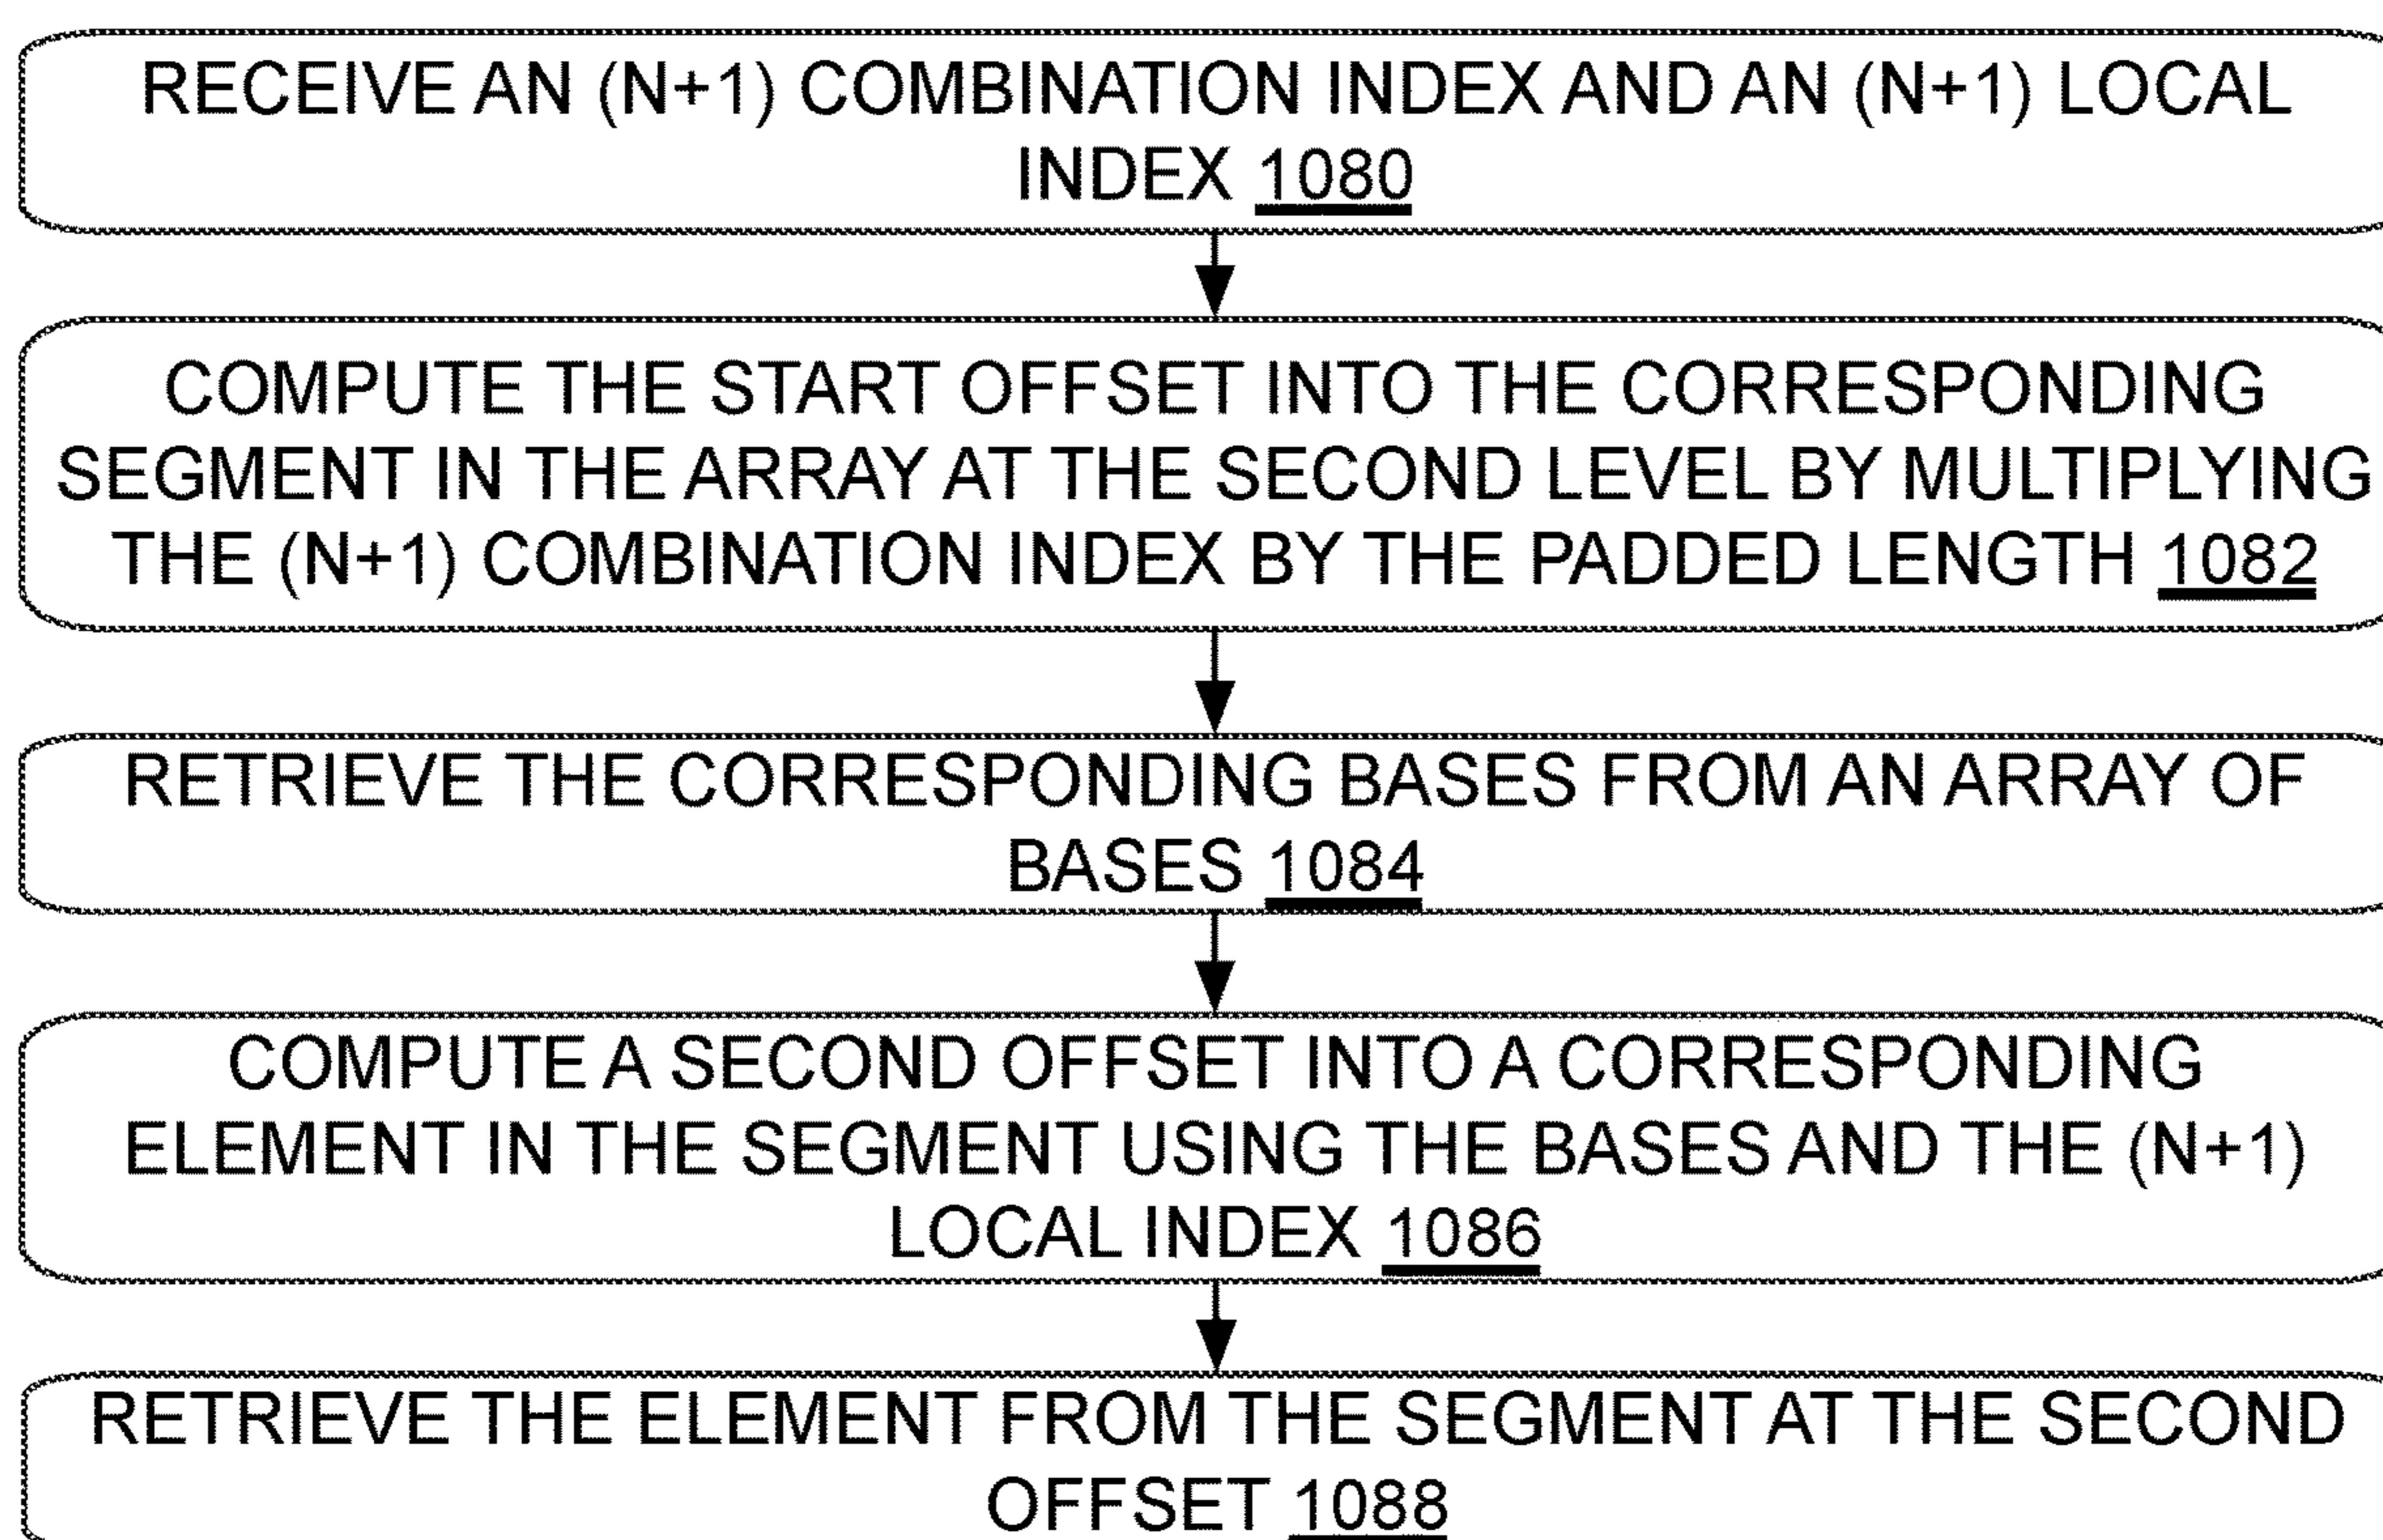 RECEIVE AN (N+1) COMBINATION INDEX AND AN (N+1) LOCAL
INDEX 1080
COMPUTE THE START OFFSET INTO THE CORRESPONDING
SEGMENT IN THE ARRAY AT THE SECOND LEVEL BY MULTIPLYING
THE (N+1) COMBINATION INDEX BY THE PADDED LENGTH 1082
RETRIEVE THE CORRESPONDING BASES FROM AN ARRAY OF
BASES 1084
COMPUTE A SECOND OFFSET INTO A CORRESPONDING
ELEMENT IN THE SEGMENT USING THE BASES AND THE (N+1)
LOCAL INDEX 1086
RETRIEVE THE ELEMENT FROM THE SEGMENT AT THE SECOND
OFFSET 1088